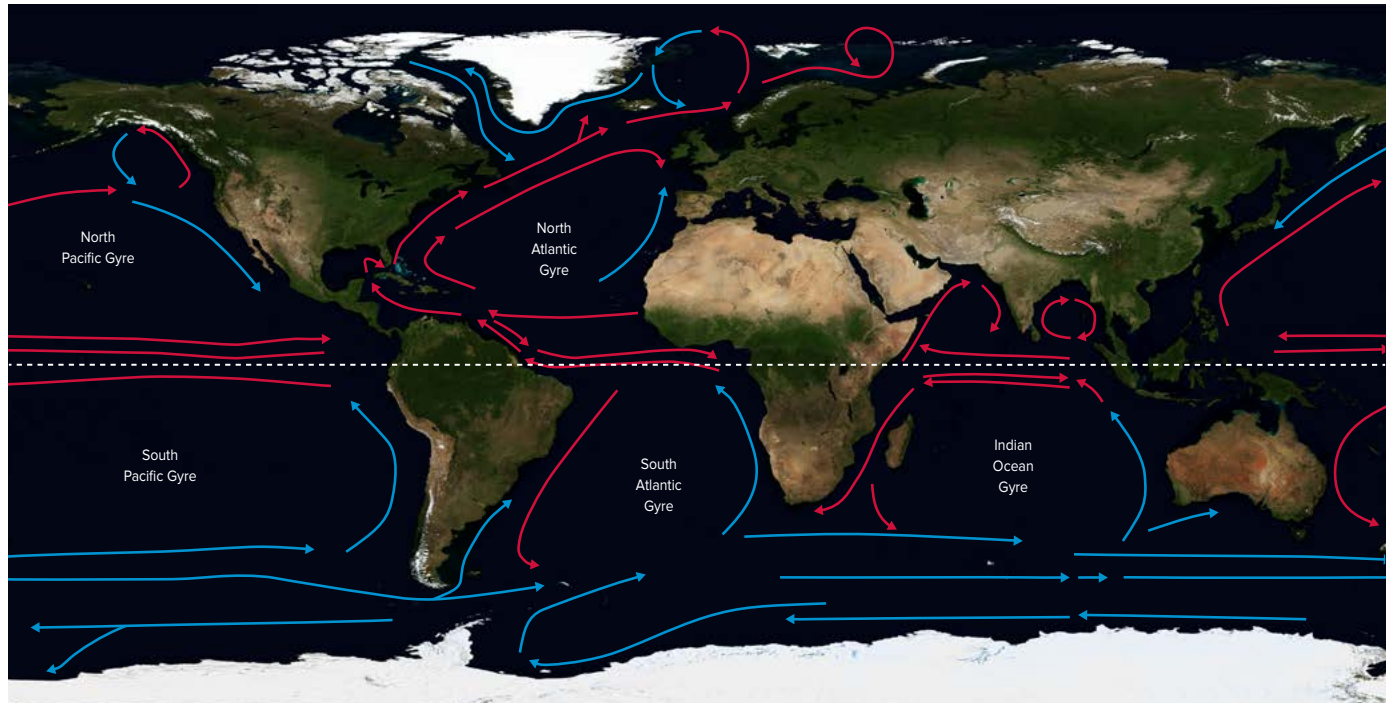 North
Pacific Gyre
North
Atlantic
Gyre
South
Pacific Gyre
South
Atlantic
Gyre
Indian
Ocean
Gyre